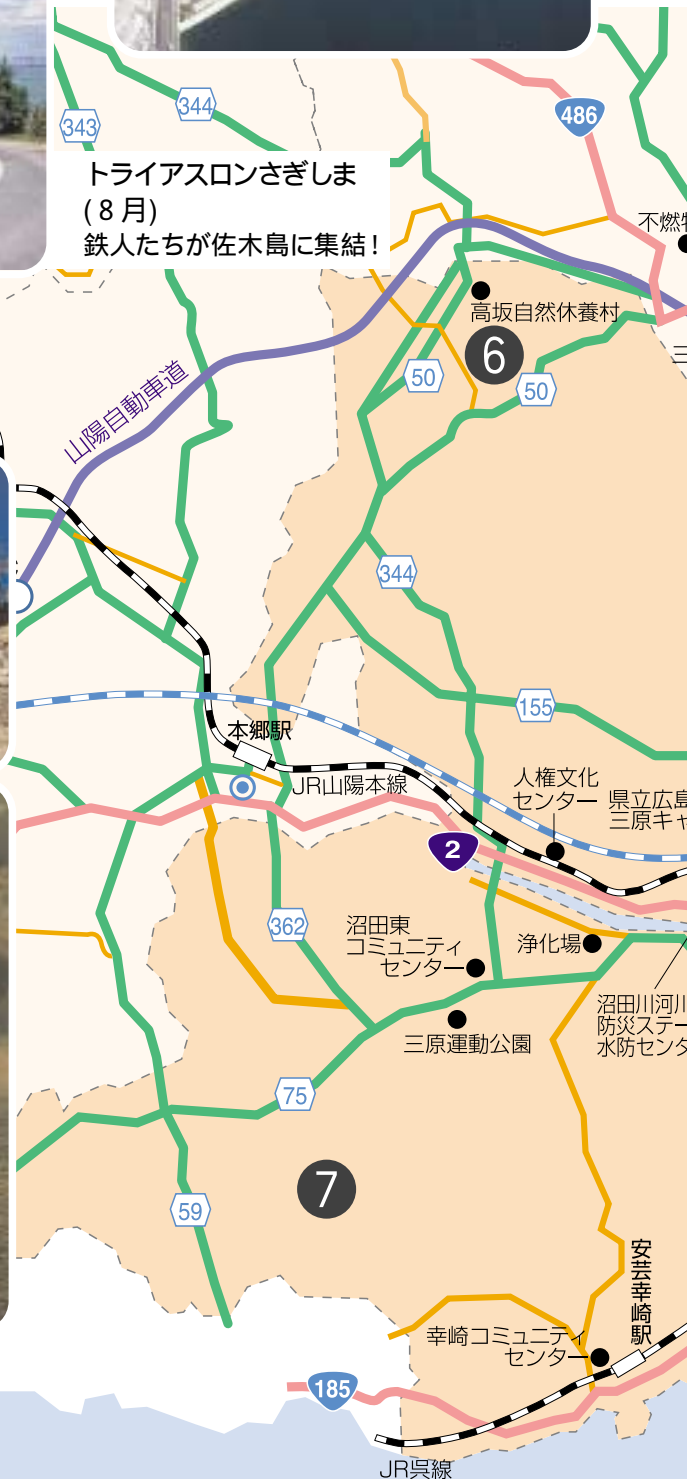 344
343
486
トライアスロンさぎしま
(8月)
鉄人たちが佐木島に集結!
高坂自然休養村
6
50
50
山陽自動車道
344
155
本郷駅
JR山陽本線
人権文化
センター
県立広島
2
362
沼田東
コミュニティ
センター
浄化場
沼田川河川
防災ステー
水防センタ
三原運動公園
75
7
59
安芸幸崎駅
幸崎コミュニティ
センター
185
JR呉線